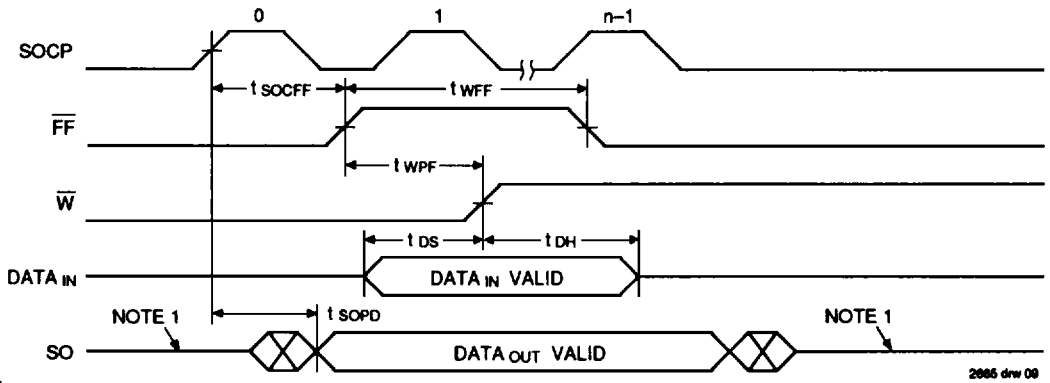 0 1 n–1
SOCP
t SOCFF t WFF
FF
t WPF
W
t DS t DH
DATA IN DATA IN VALID
NOTE 1 t SOPD NOTE 1
SO DATA OUT VALID
2665 drw 09